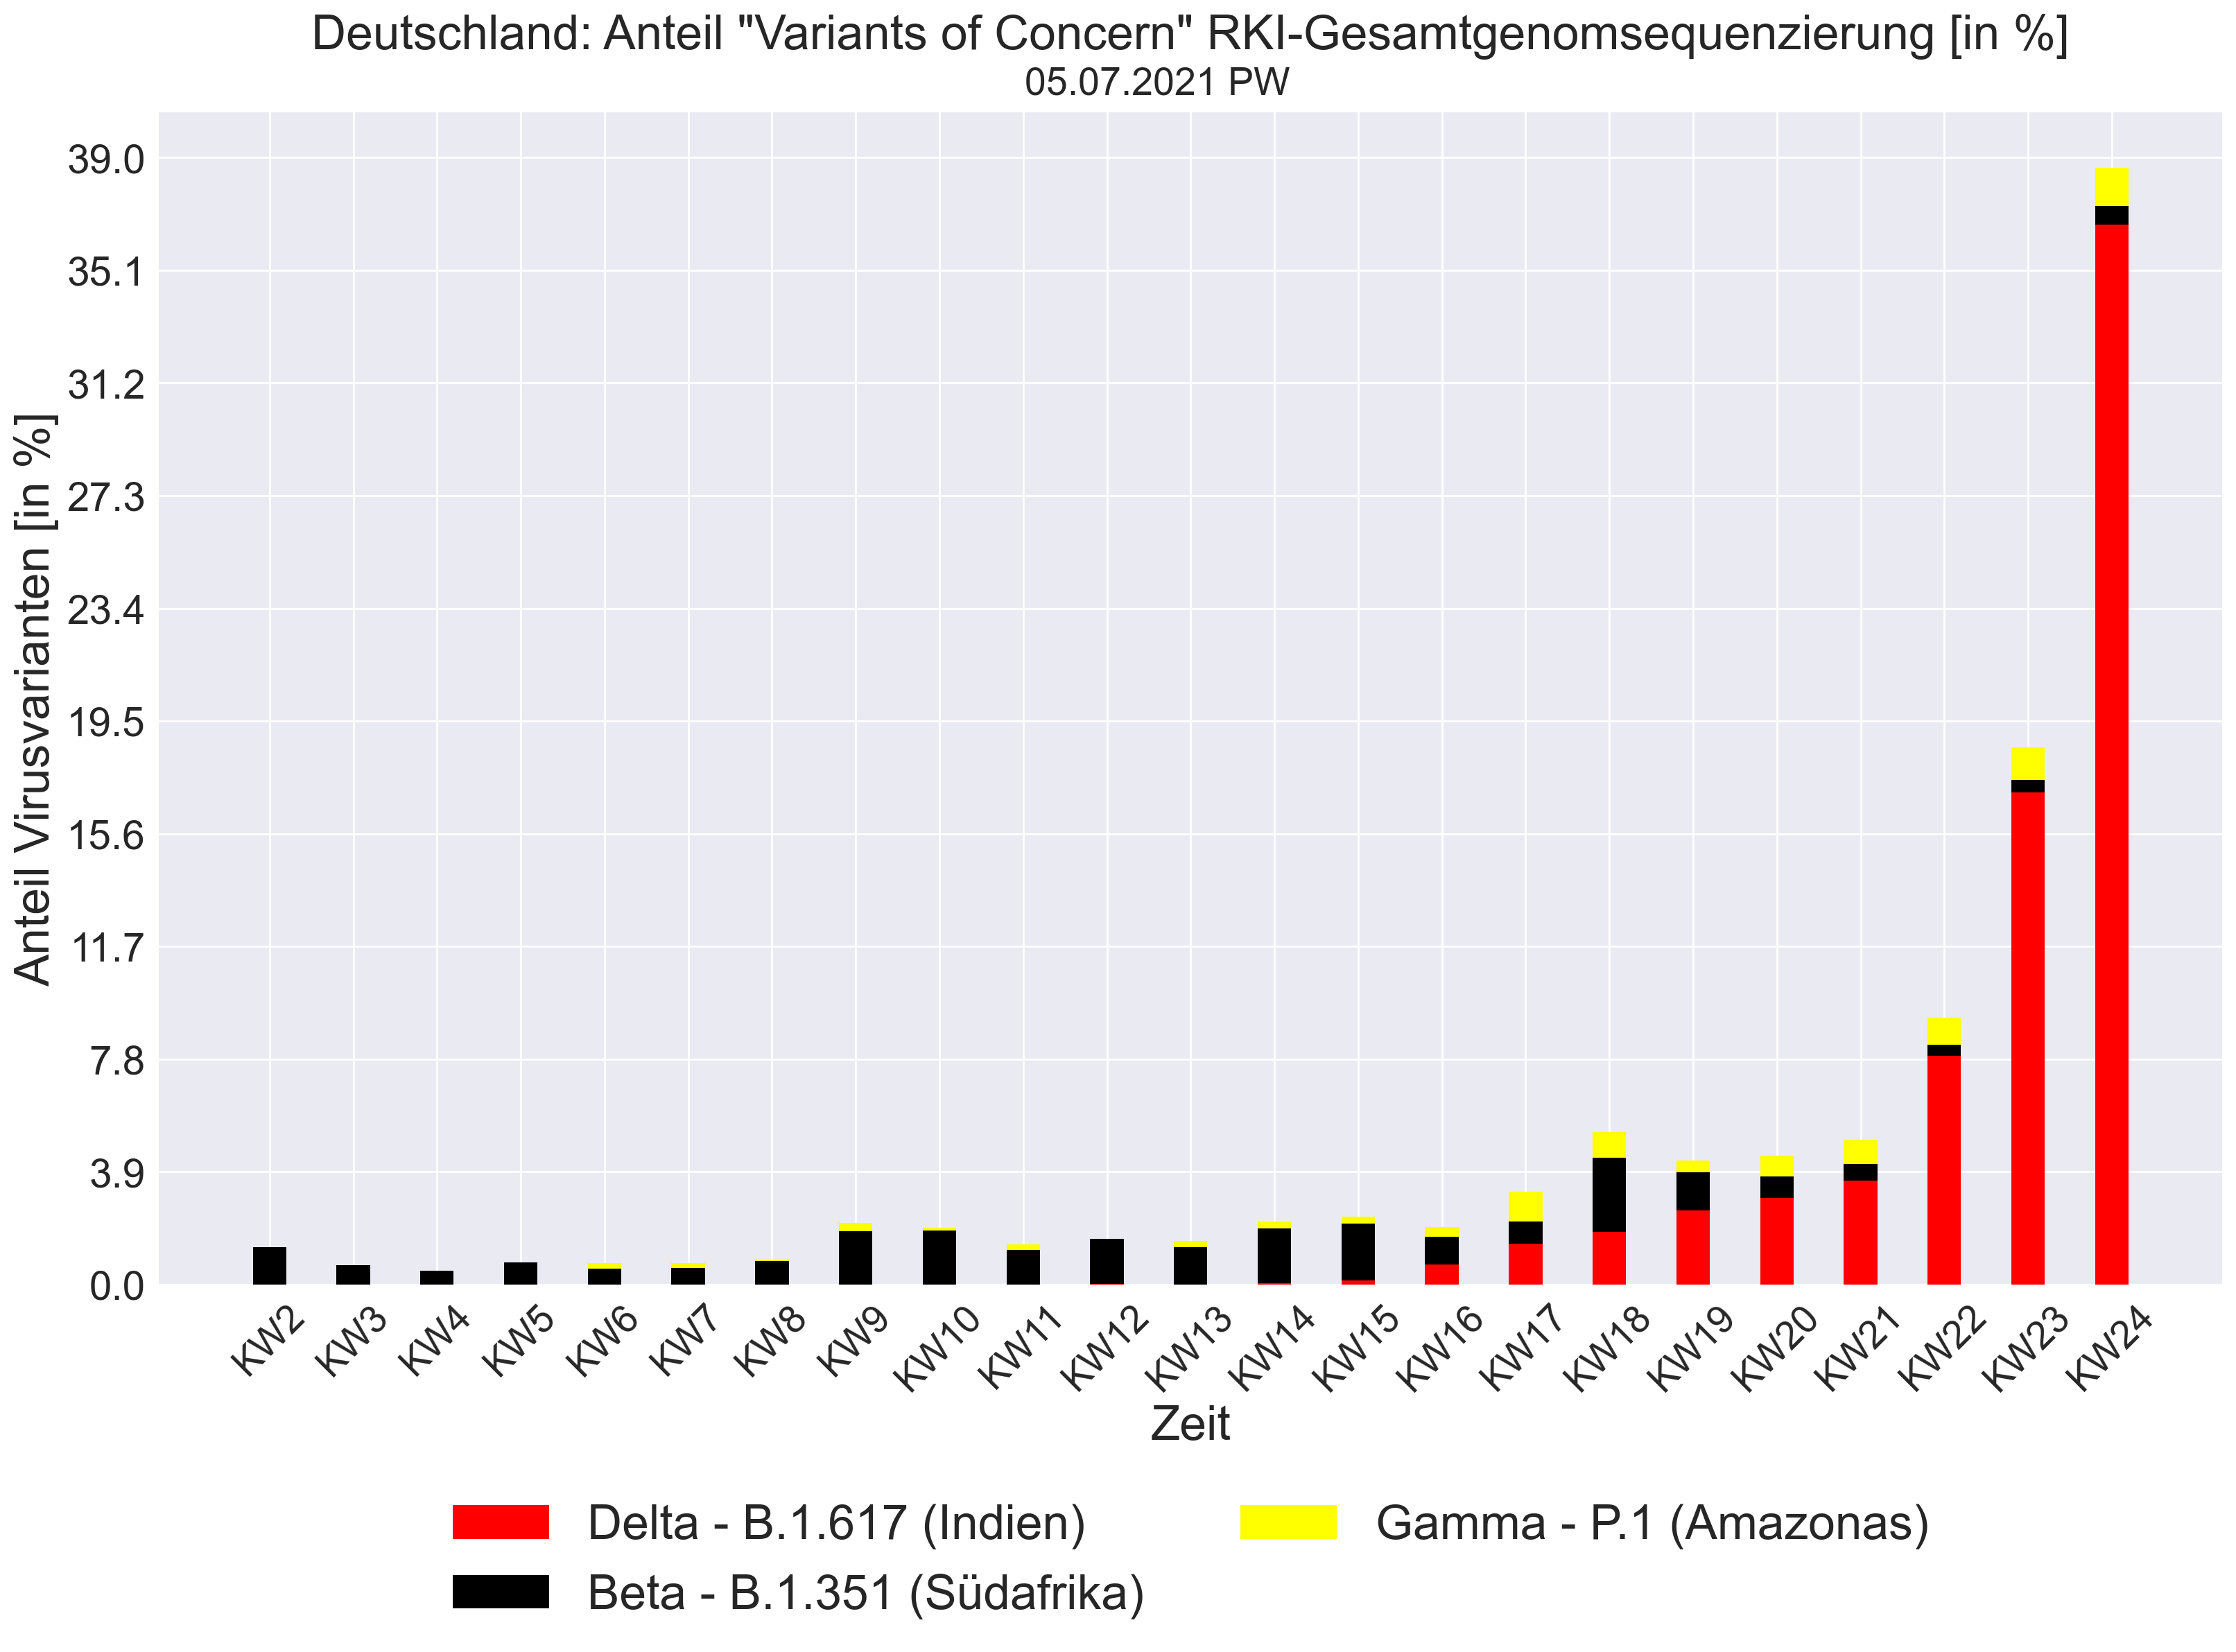 Deutschland: Anteil "Variants of Concern" RKI-Gesamtgenomsequenzierung [in %]
05.07.2021 PW
Anteil Virusvarianten [in %]
39.0
35.1
31.2
27.3
23.4
19.5
15.6
11.7
7.8
3.9
0.0
KW2 KW3 KW4 KW5 KW6 KW7 KW8 KW9 KW10 KW11 KW12 KW13 KW14 KW15 KW16 KW17 KW18 KW19 KW20 KW21 KW22 KW23 KW24
Zeit
Delta - B.1.617 (Indien)
Beta - B.1.351 (Südafrika)
Gamma - P.1 (Amazonas)